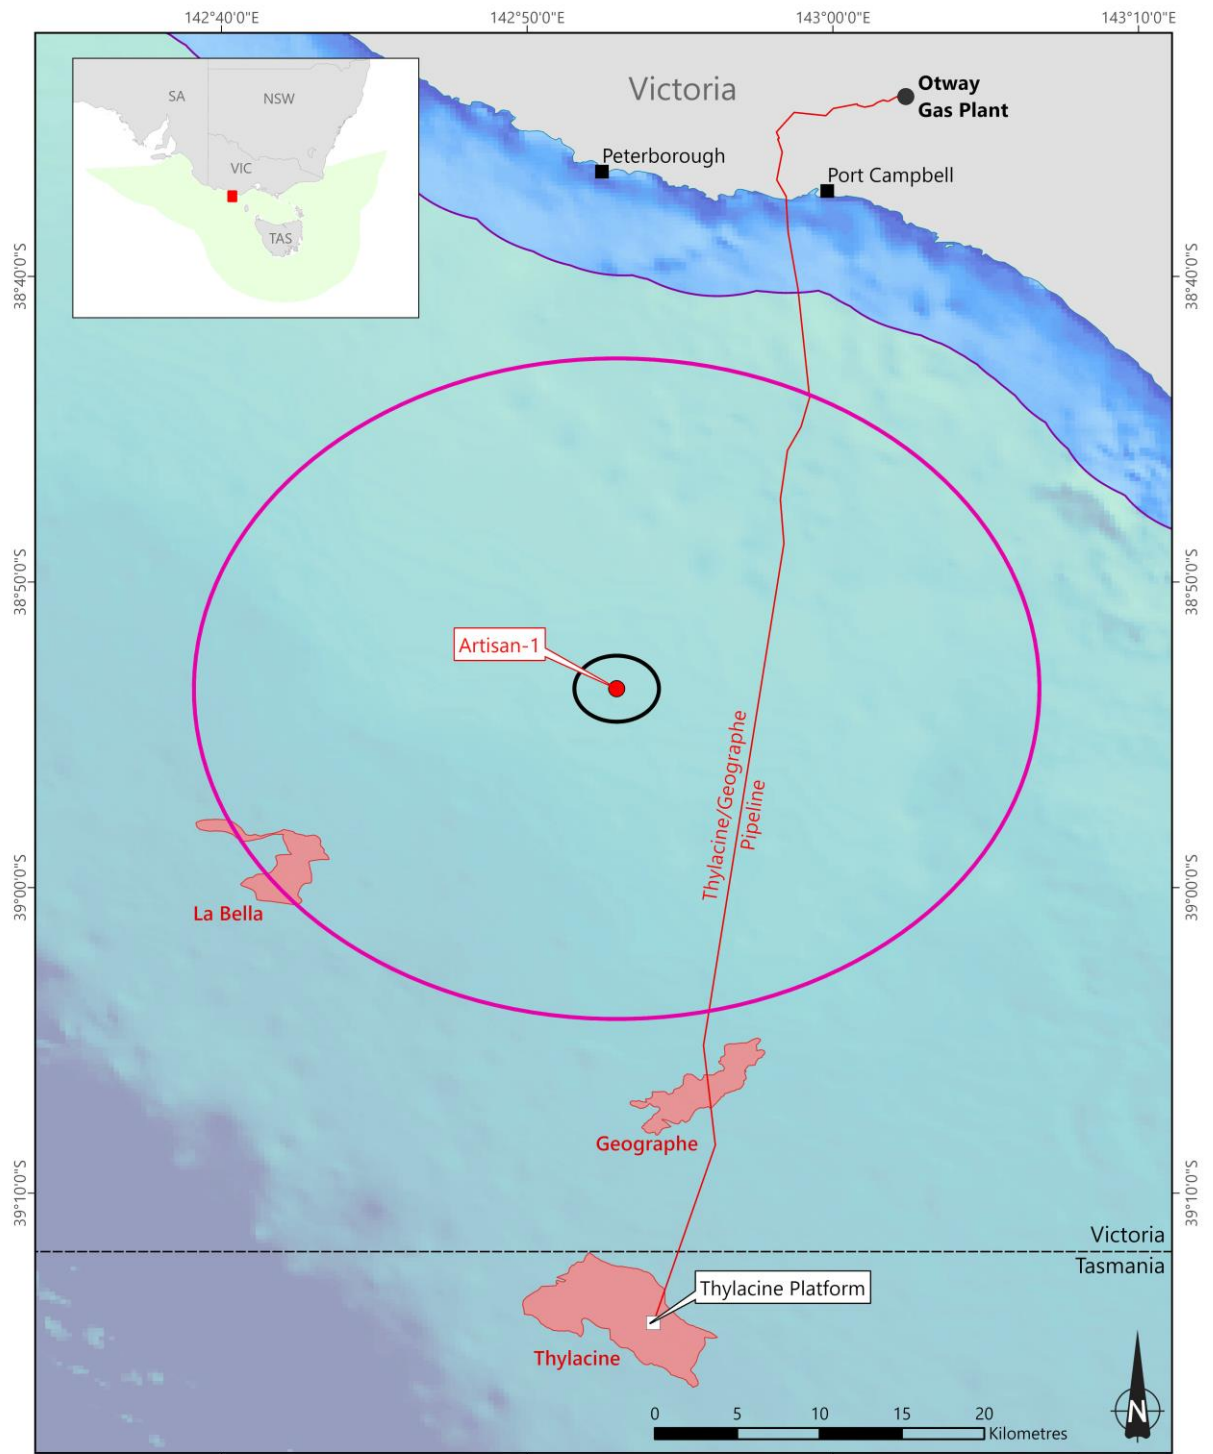 142°40'0"E
142°50'0"E
143°0'0"E
143°10'0"E
SA
NSW
VIC
TAS
Victoria
Otway
Gas Plant
Peterborough
Port Campbell
38°40'0"S
38°40'0"S
38°50'0"S
38°50'0"S
Artisan-1
Thylacine/Geographe
Pipeline
39°0'0"S
39°0'0"S
La Bella
Geographe
39°10'0"S
39°10'0"S
Victoria
Tasmania
Thylacine Platform
Thylacine
0 5 10 15 20
Kilometres
N